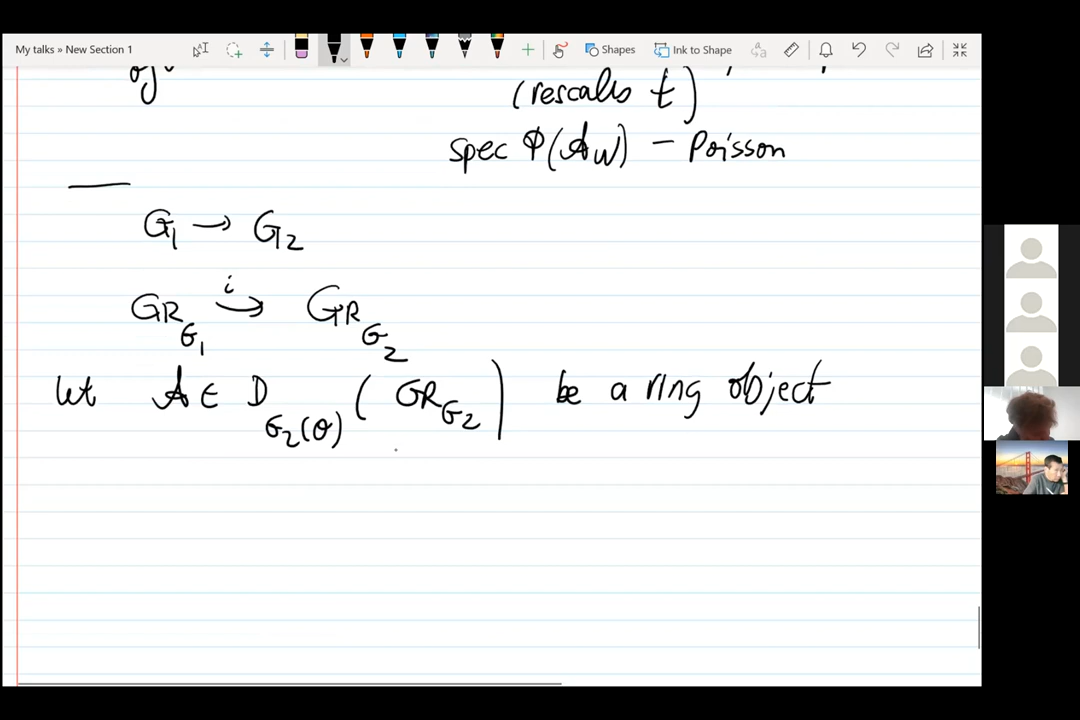 My talks » New Section 1
Shapes
Ink to Shape
(rescales t)
spec Φ(𝒜_W) – Poisson
G₁ → G₂
GR_{G₁} →^i GR_{G₂}
let 𝒜 ∈ D_{G₂(O)} (GR_{G₂}) be a ring object